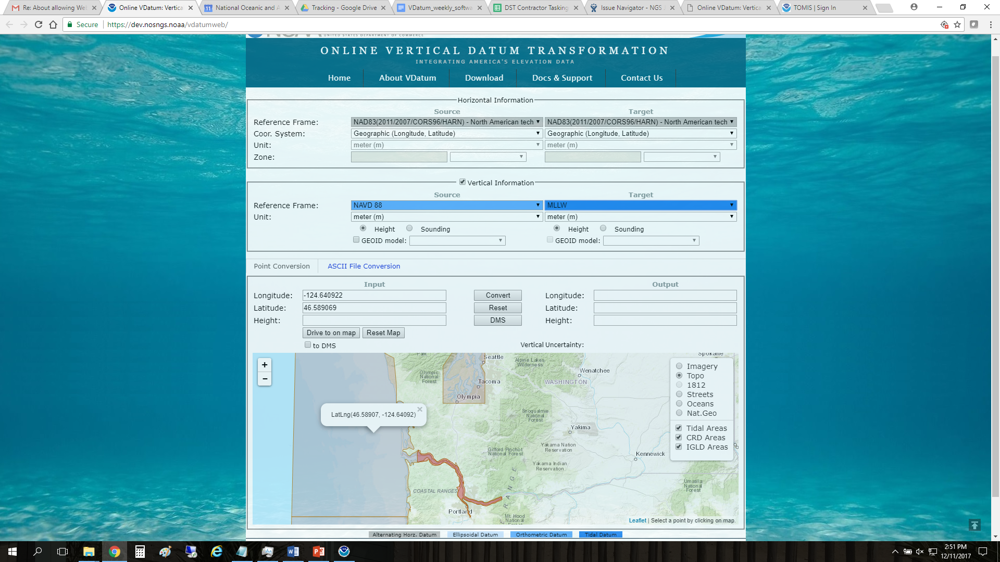 Re: About allowing Web
Online VDatum: Vertica
National Oceanic and A
Tracking - Google Drive
VDatum_weekly_softwa
DST Contractor Tasking
Issue Navigator - NGS
Online VDatum: Vertica
TOMIS | Sign In
Secure
https://dev.nosngs.noaa/vdatumweb/
UNITED STATES DEPARTMENT OF COMMERCE
ONLINE VERTICAL DATUM TRANSFORMATION
INTEGRATING AMERICA'S ELEVATION DATA
Home About VDatum Download Docs & Support Contact Us
Horizontal Information
Source Target
Reference Frame: NAD83(2011/2007/CORS96/HARN) - North American tech NAD83(2011/2007/CORS96/HARN) - North American tech
Coor. System: Geographic (Longitude, Latitude) Geographic (Longitude, Latitude)
Unit: meter (m) meter (m)
Zone:
Vertical Information
Source Target
Reference Frame: NAVD 88 MLLW
Unit: meter (m) meter (m)
Height Sounding Height Sounding
GEOID model: GEOID model:
Point Conversion ASCII File Conversion
Input Output
Longitude: -124.640922 Convert Longitude:
Latitude: 46.589069 Reset Latitude:
Height: DMS Height:
Drive to on map Reset Map
to DMS Vertical Uncertainty:
+
−
LatLng(46.58907, -124.64092)
×
Park
Olympic
National
Forest
Seattle
Tacoma
Olympia
Alpine Lakes
Wilderness
Wenatchee
WASHINGTON
Spokane
Snoqualmie
National
Forest
Yakima
Yakama Nation
Reservation
Gifford Pinchot
National Forest
Yakama Indian
Reservation
Kennewick
Umatilla
National
Forest
COASTAL RANGES
RANGE
Portland
Mt. Hood
National
Forest
Imagery
Topo
1812
Streets
Oceans
Nat.Geo
Tidal Areas
CRD Areas
IGLD Areas
Leaflet | Select a point by clicking on map.
Alternating Horz. Datum Ellipsoidal Datum Orthometric Datum Tidal Datum
2:51 PM
12/11/2017